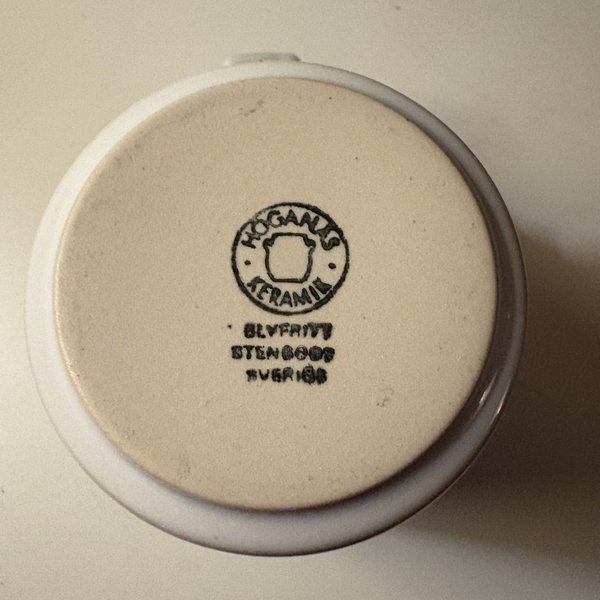 HÖGANÄS
KERAMIK
BLYFRITT
STENGODS
SVERIGE